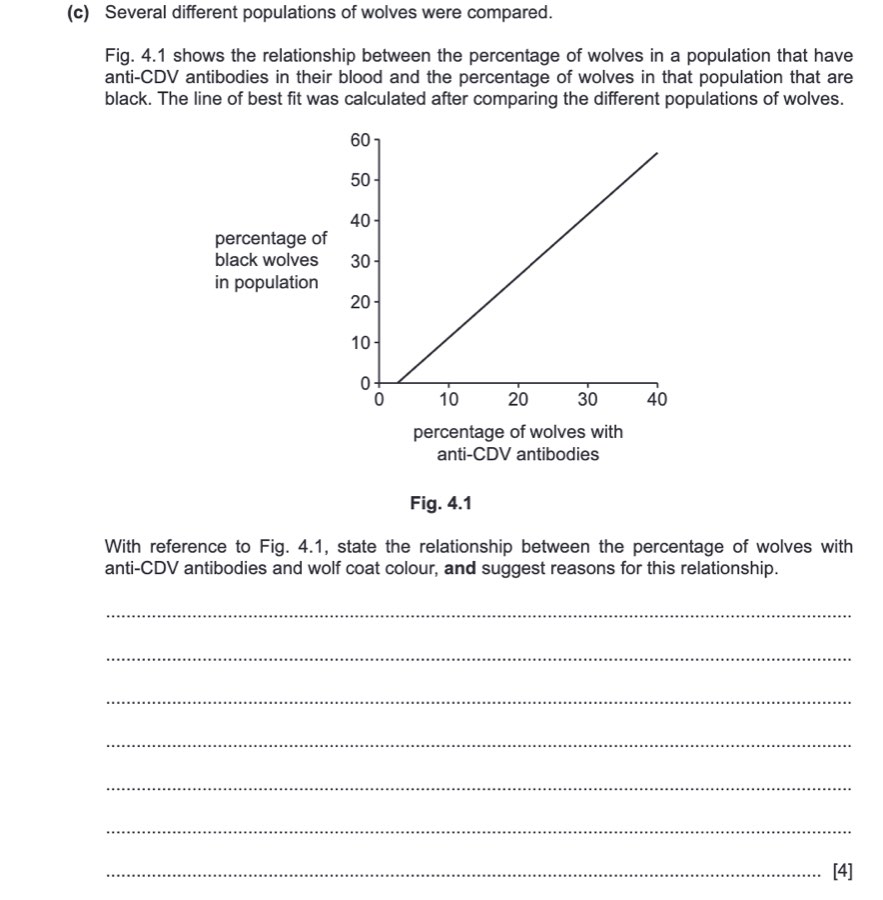 (c) Several different populations of wolves were compared.
Fig. 4.1 shows the relationship between the percentage of wolves in a population that have
anti-CDV antibodies in their blood and the percentage of wolves in that population that are
black. The line of best fit was calculated after comparing the different populations of wolves.
60
50
40
percentage of
black wolves
in population
30
20
10
0
0 10 20 30 40
percentage of wolves with
anti-CDV antibodies
Fig. 4.1
With reference to Fig. 4.1, state the relationship between the percentage of wolves with
anti-CDV antibodies and wolf coat colour, and suggest reasons for this relationship.
[4]